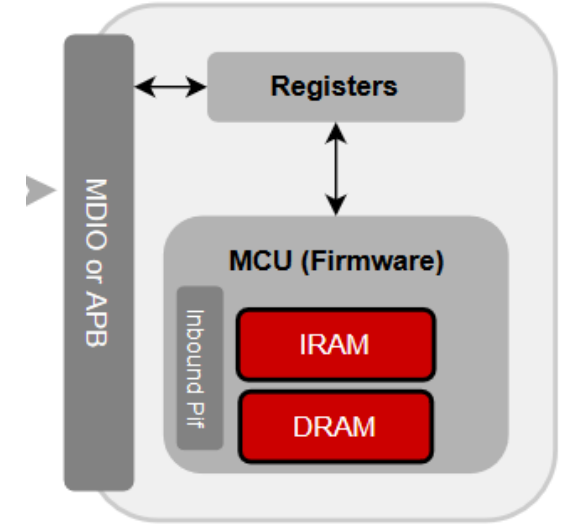 Registers
MDIO or APB
MCU (Firmware)
Inbound Pif
IRAM
DRAM